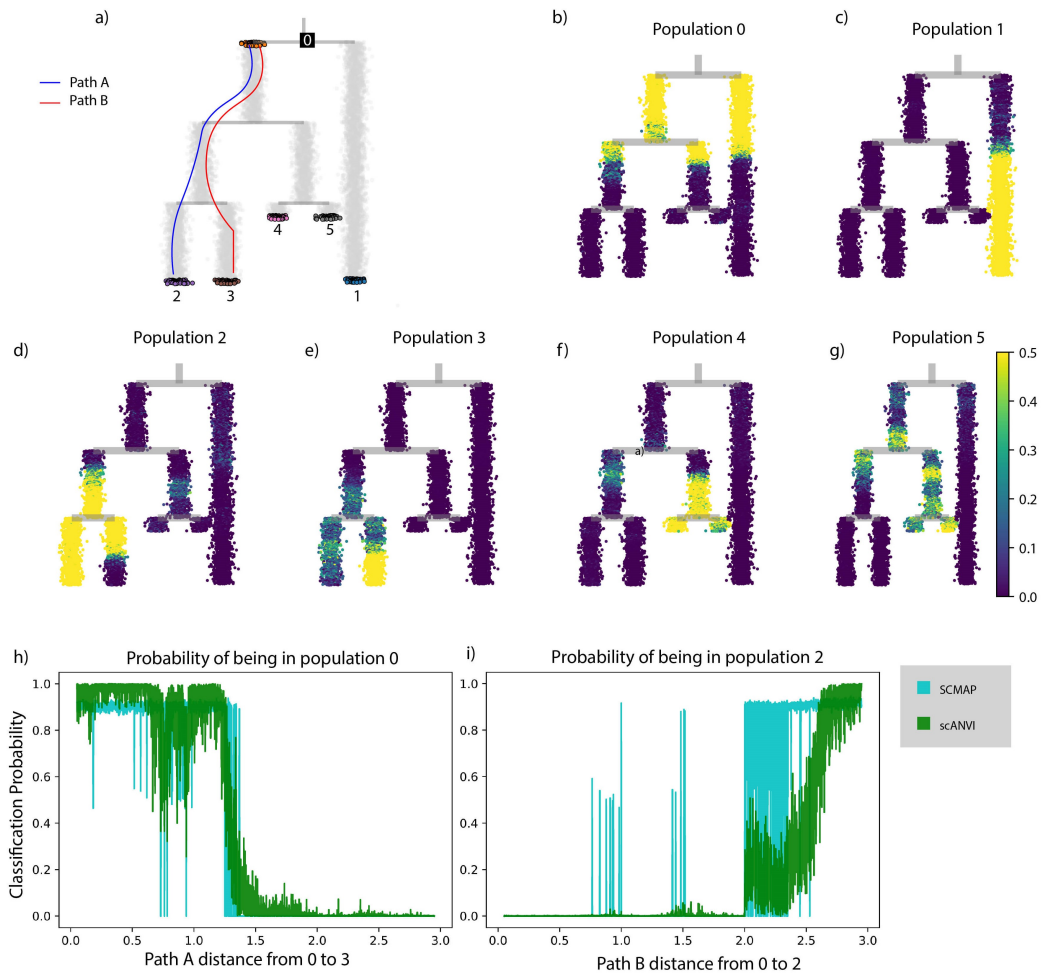 a)
0
Path A
Path B
4
5
2
3
1
b)
Population 0
c)
Population 1
d)
Population 2
e)
Population 3
f)
Population 4
a)
g)
Population 5
0.5
0.4
0.3
0.2
0.1
0.0
h)
Probability of being in population 0
Classification Probability
1.0
0.8
0.6
0.4
0.2
0.0
0.0 0.5 1.0 1.5 2.0 2.5 3.0
Path A distance from 0 to 3
i)
Probability of being in population 2
0.0 0.5 1.0 1.5 2.0 2.5 3.0
1.0
0.8
0.6
0.4
0.2
0.0
Path B distance from 0 to 2
SCMAP
scANVI